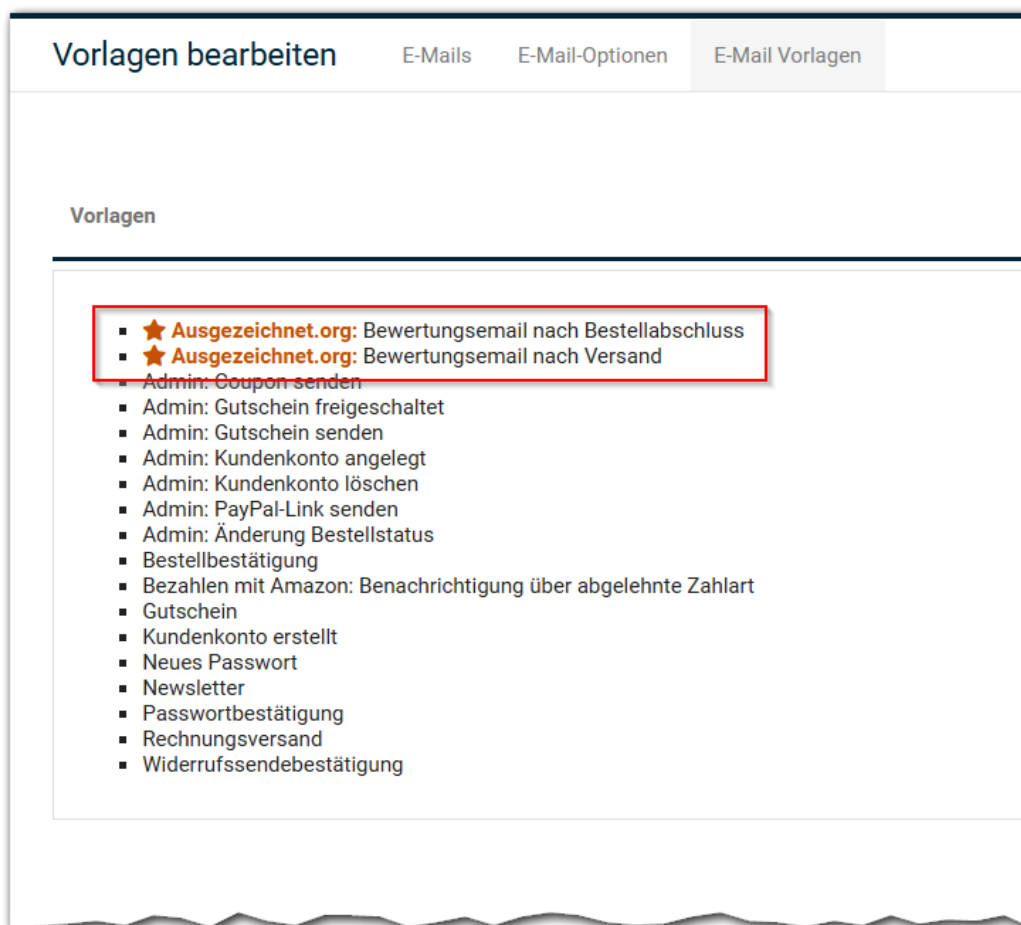 Vorlagen bearbeiten E-Mails E-Mail-Optionen E-Mail Vorlagen
Vorlagen
Ausgezeichnet.org: Bewertungsemail nach Bestellabschluss
Ausgezeichnet.org: Bewertungsemail nach Versand
Admin: Coupon senden
Admin: Gutschein freigeschaltet
Admin: Gutschein senden
Admin: Kundenkonto angelegt
Admin: Kundenkonto löschen
Admin: PayPal-Link senden
Admin: Änderung Bestellstatus
Bestellbestätigung
Bezahlen mit Amazon: Benachrichtigung über abgelehnte Zahlart
Gutschein
Kundenkonto erstellt
Neues Passwort
Newsletter
Passwortbestätigung
Rechnungsversand
Widerrufssendebestätigung